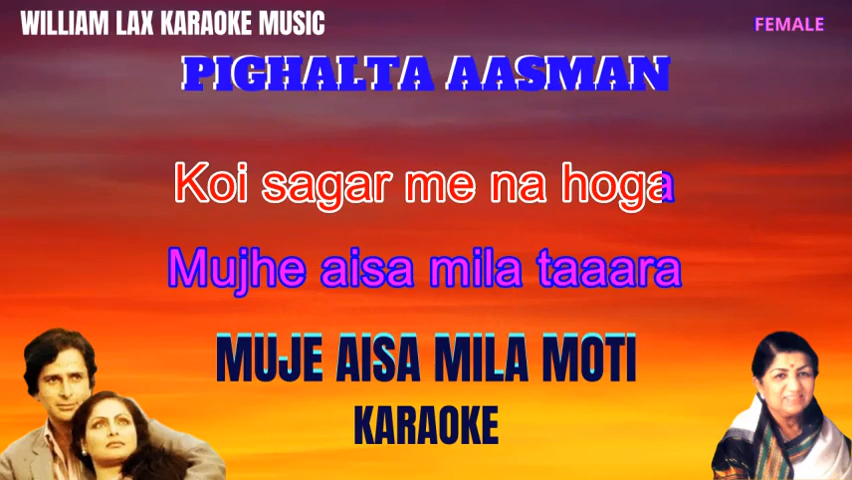 WILLIAM LAX KARAOKE MUSIC
FEMALE
PIGHALTA AASMAN
Koi sagar me na hoga
Mujhe aisa mila taaara
MUJE AISA MILA MOTI
KARAOKE